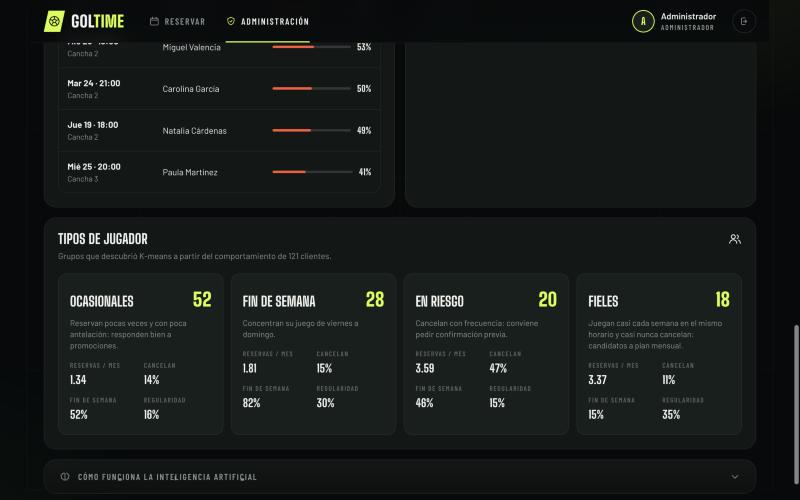 GOLTIME
RESERVAR
ADMINISTRACIÓN
A
Administrador
ADMINISTRADOR
Cancha 2
Miguel Valencia
53%
Mar 24 · 21:00
Cancha 2
Carolina García
50%
Jue 19 · 18:00
Cancha 2
Natalia Cárdenas
49%
Mié 25 · 20:00
Cancha 3
Paula Martínez
41%
TIPOS DE JUGADOR
Grupos que descubrió K-means a partir del comportamiento de 121 clientes.
OCASIONALES 52
Reservan pocas veces y con poca
antelación: responden bien a
promociones.
RESERVAS / MES CANCELAN
1.34 14%
FIN DE SEMANA REGULARIDAD
52% 16%
FIN DE SEMANA 28
Concentran su juego de viernes a
domingo.
RESERVAS / MES CANCELAN
1.81 15%
FIN DE SEMANA REGULARIDAD
82% 30%
EN RIESGO 20
Cancelan con frecuencia: conviene
pedir confirmación previa.
RESERVAS / MES CANCELAN
3.59 47%
FIN DE SEMANA REGULARIDAD
46% 15%
FIELES 18
Juegan casi cada semana en el mismo
horario y casi nunca cancelan:
candidatos a plan mensual.
RESERVAS / MES CANCELAN
3.37 11%
FIN DE SEMANA REGULARIDAD
15% 35%
CÓMO FUNCIONA LA INTELIGENCIA ARTIFICIAL